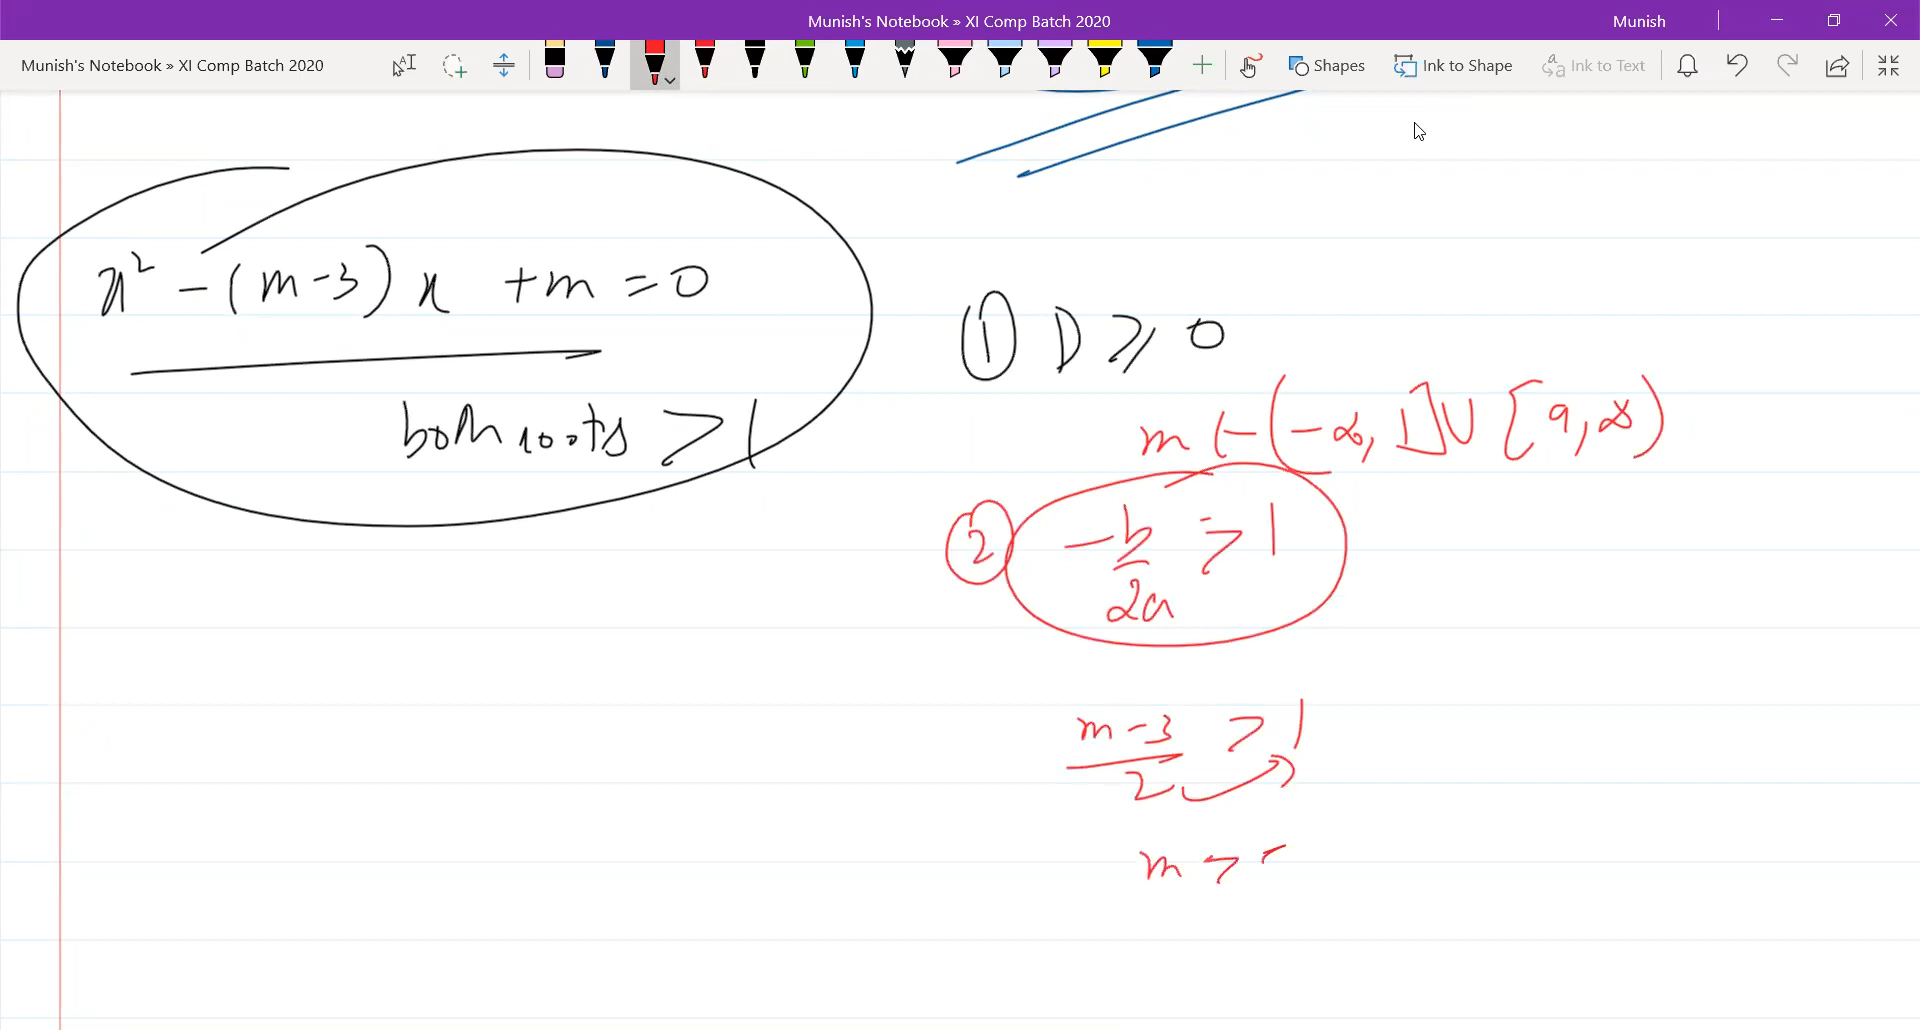 Munish's Notebook » XI Comp Batch 2020
Munish
Munish's Notebook » XI Comp Batch 2020
Shapes
Ink to Shape
Ink to Text
x² - (m-3)x + m = 0
both roots > 1
① D ≥ 0
m ∈ (-∞, 1] ∪ [9, ∞)
② -b/2a > 1
m-3/2 > 1
m >